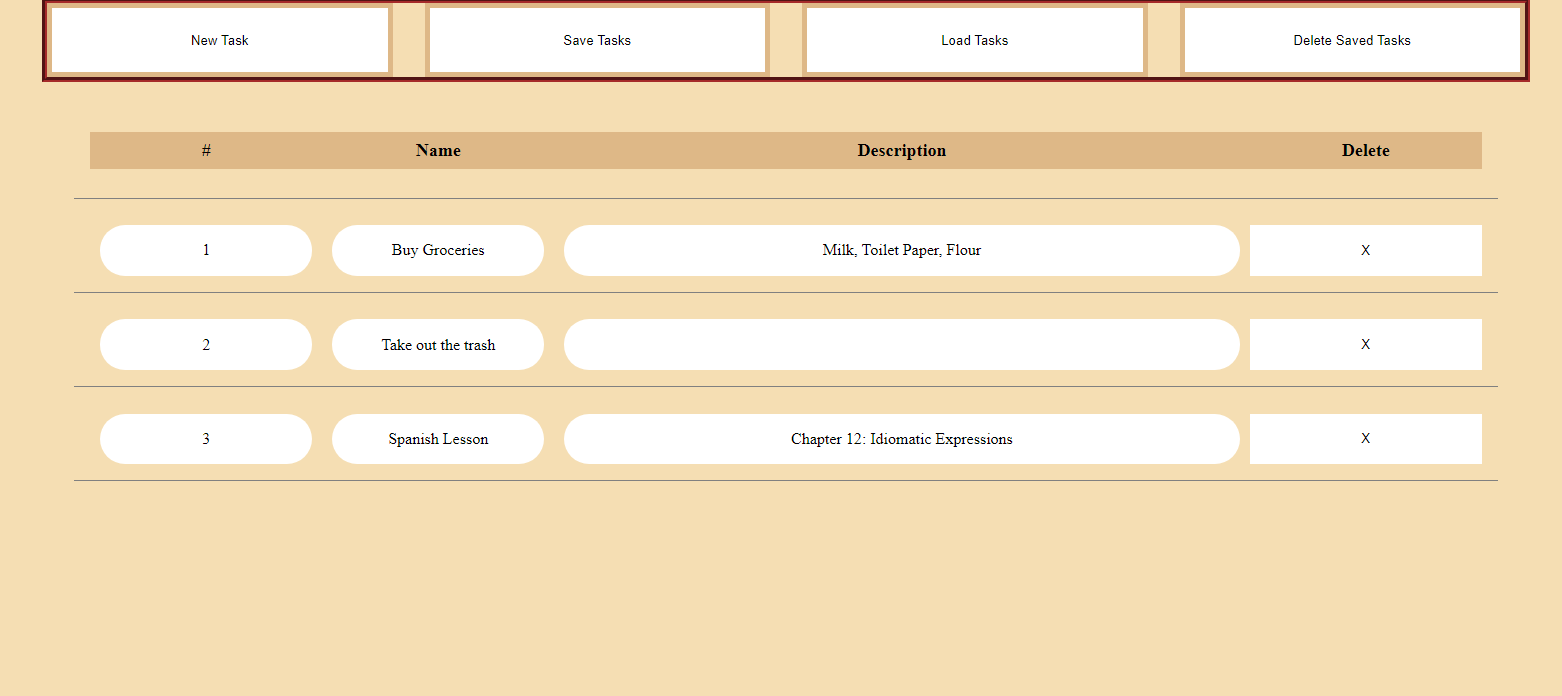 New Task Save Tasks Load Tasks Delete Saved Tasks
# Name Description Delete
1 Buy Groceries Milk, Toilet Paper, Flour X
2 Take out the trash X
3 Spanish Lesson Chapter 12: Idiomatic Expressions X